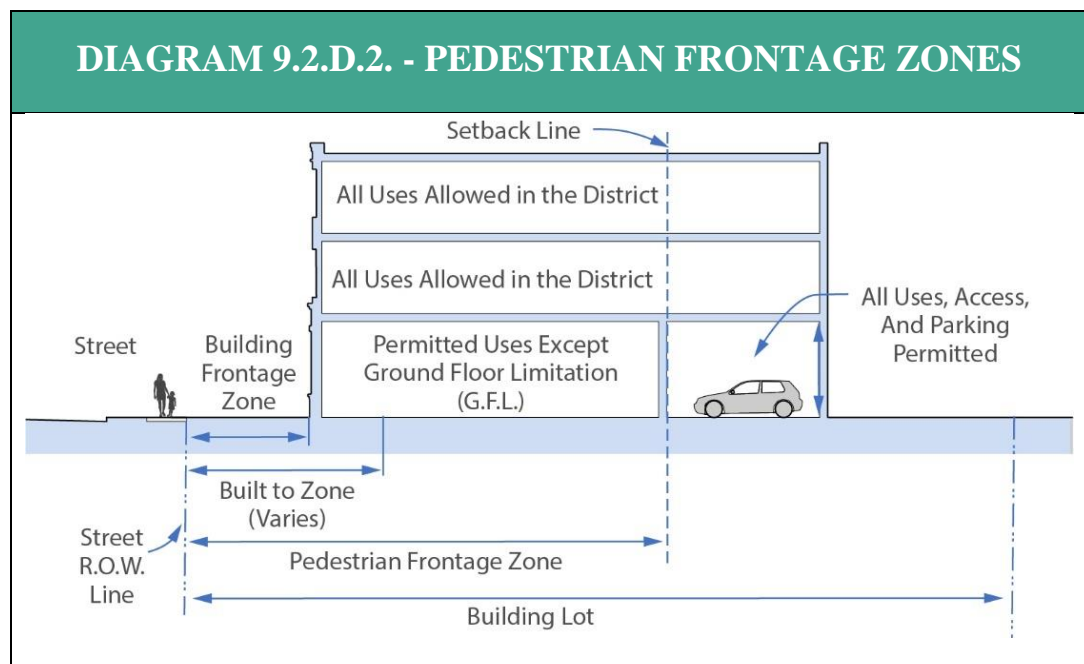 DIAGRAM 9.2.D.2. - PEDESTRIAN FRONTAGE ZONES
Setback Line
All Uses Allowed in the District
All Uses Allowed in the District
All Uses, Access,
And Parking
Permitted
Street
Building
Frontage
Zone
Permitted Uses Except
Ground Floor Limitation
(G.F.L.)
Built to Zone
(Varies)
Street
R.O.W.
Line
Pedestrian Frontage Zone
Building Lot